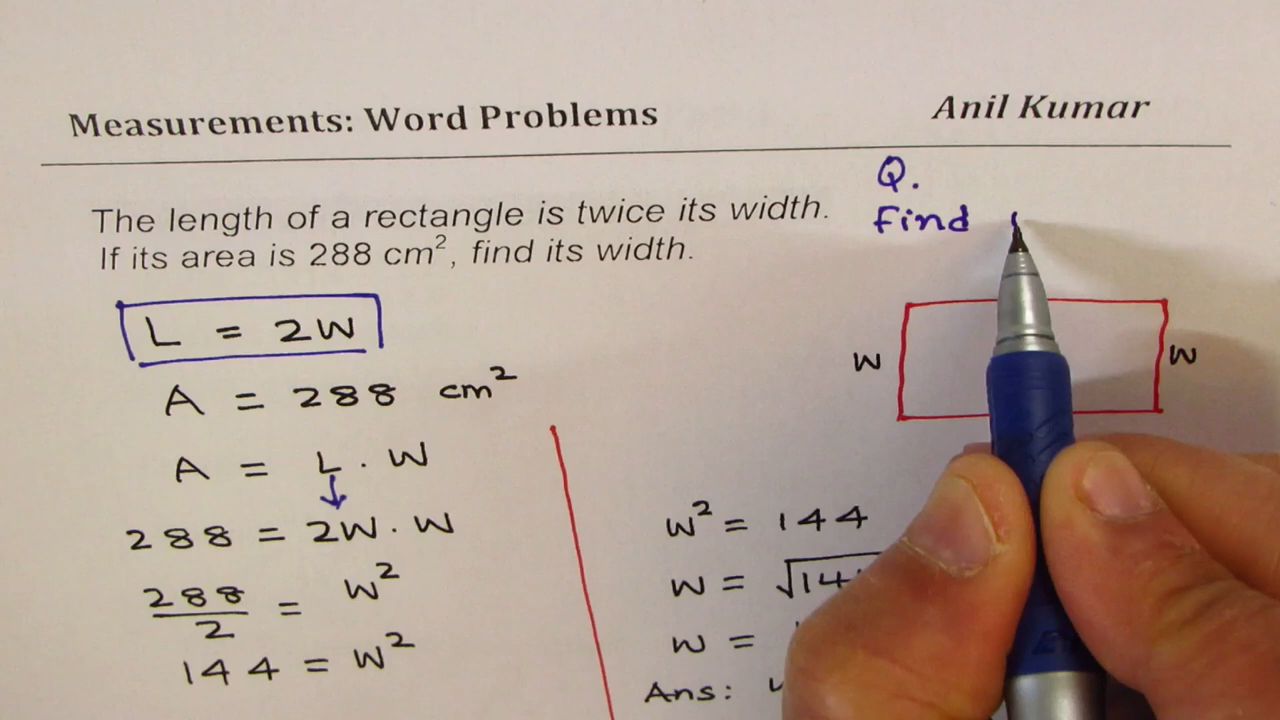 Measurements: Word Problems
Anil Kumar
The length of a rectangle is twice its width.
If its area is 288 cm², find its width.
Q.
Find
L = 2W
A = 288 cm²
A = L . W
288 = 2W . W
288/2 = W²
144 = W²
W W
W² = 144
W =
W =
Ans: